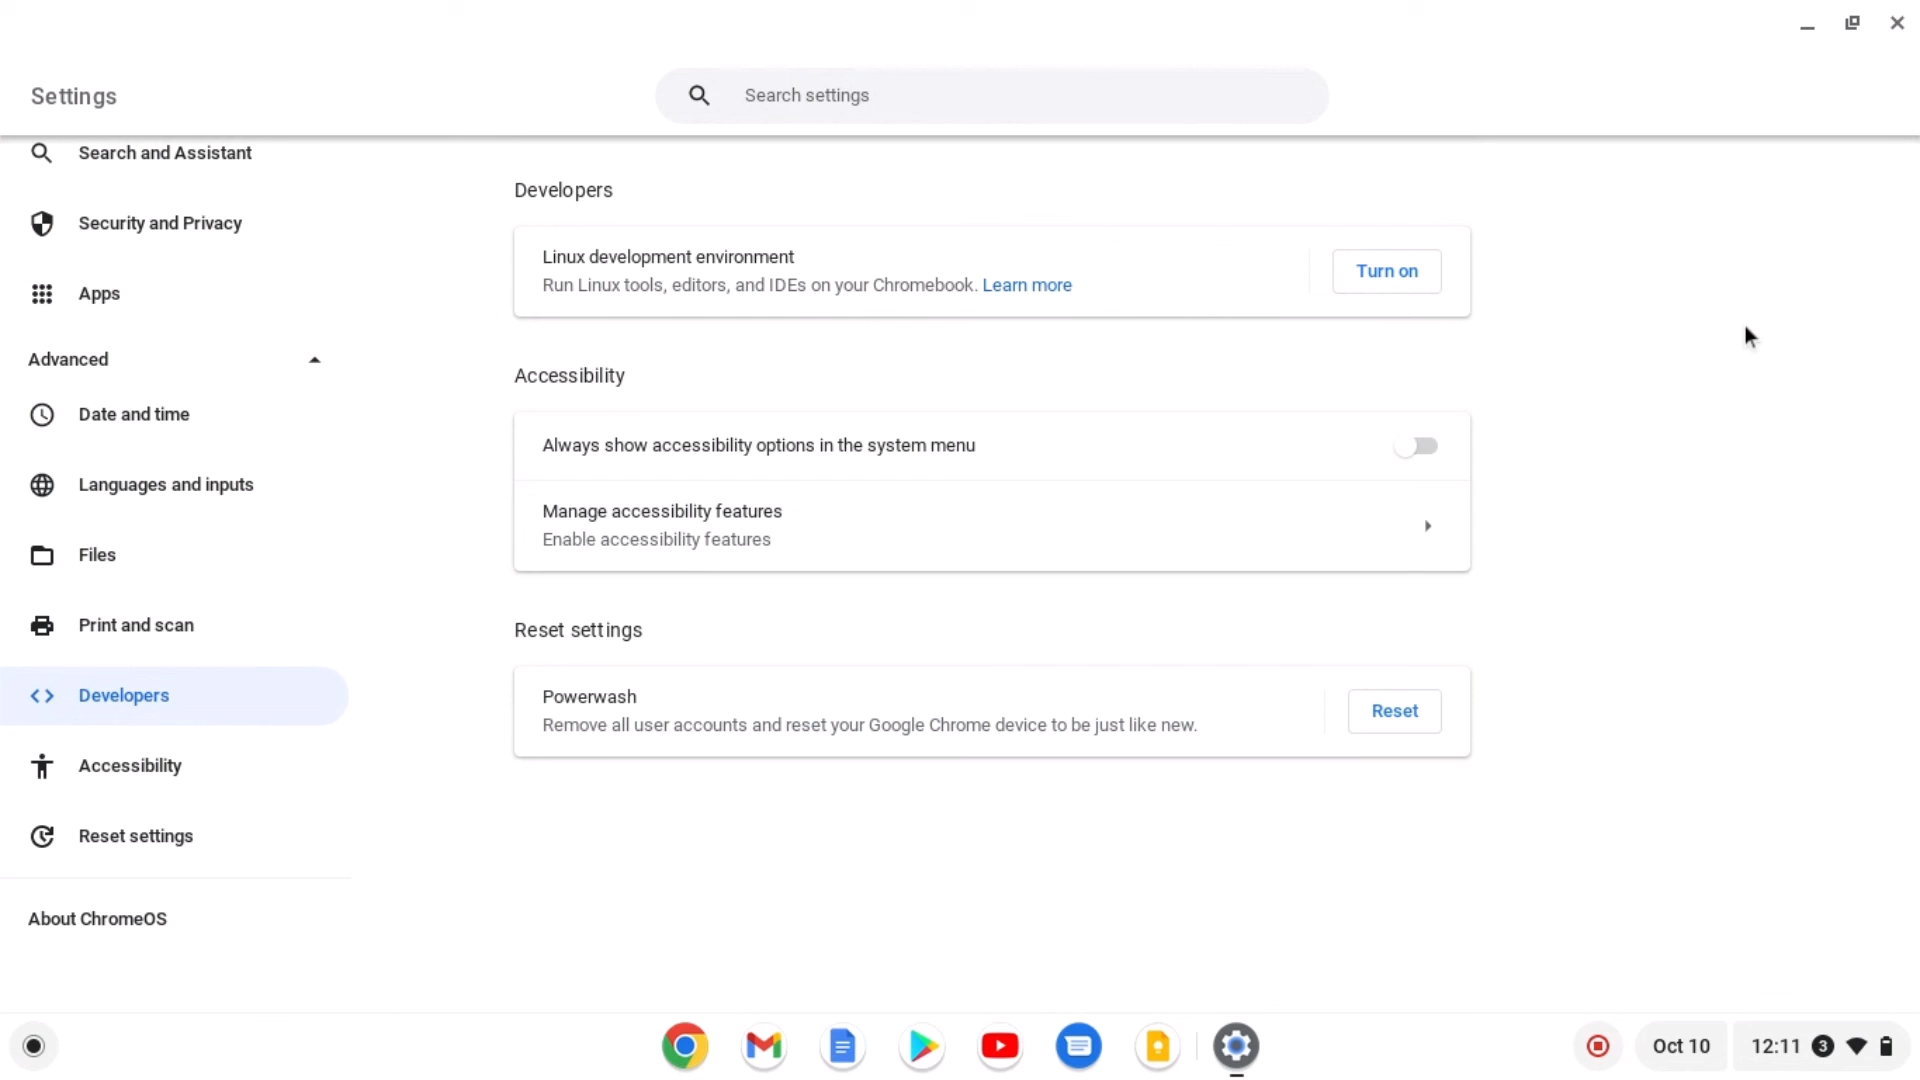 Settings
Search settings
Search and Assistant
Security and Privacy
Apps
Advanced
Date and time
Languages and inputs
Files
Print and scan
Developers
Accessibility
Reset settings
About ChromeOS
Developers
Linux development environment
Run Linux tools, editors, and IDEs on your Chromebook. Learn more
Turn on
Accessibility
Always show accessibility options in the system menu
Manage accessibility features
Enable accessibility features
Reset settings
Powerwash
Remove all user accounts and reset your Google Chrome device to be just like new.
Reset
Oct 10
12:11 3